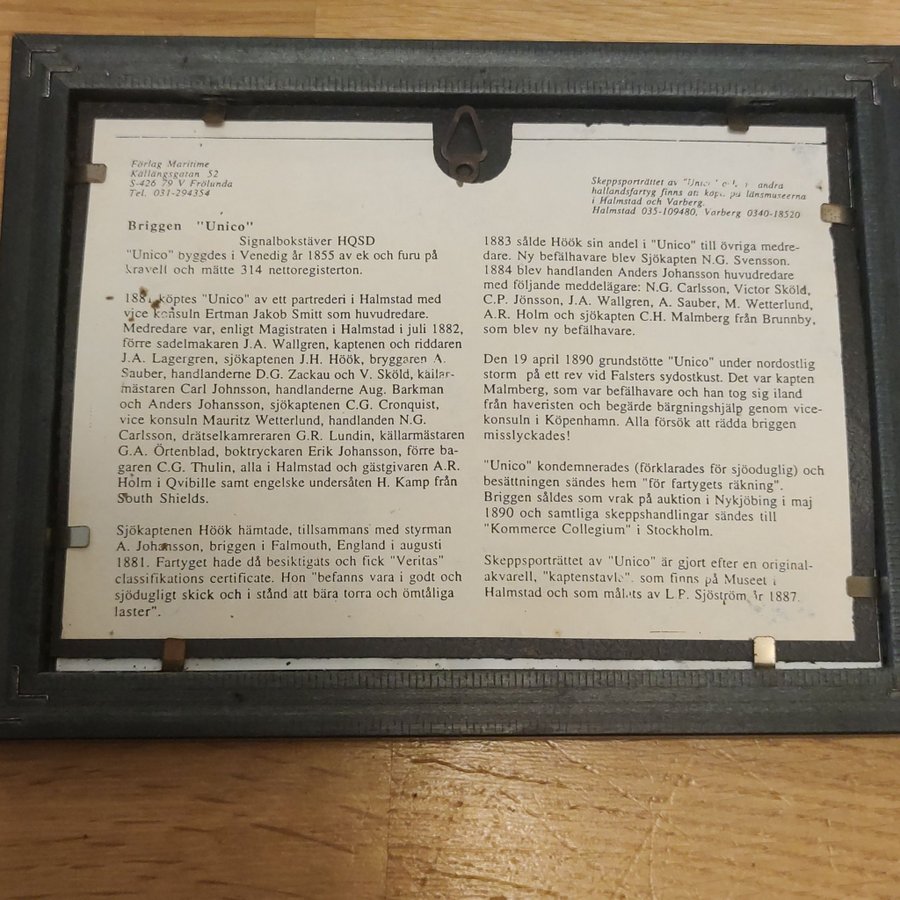 Förlag Maritime
Källängsgatan 52
S-426 79 V Frölunda
Tel. 031-294354
Briggen "Unico"
Signalbokstäver HQSD
"Unico" byggdes i Venedig år 1855 av ek och furu på
kravell och mätte 314 nettoregisterton.
1881 köptes "Unico" av ett partrederi i Halmstad med
vice konsuln Ertman Jakob Smitt som huvudredare.
Medredare var, enligt Magistraten i Halmstad i juli 1882,
förre sadelmakaren J.A. Wallgren, kaptenen och riddaren
J.A. Lagergren, sjökaptenen J.H. Höök, bryggaren A.
Sauber, handlanderne D.G. Zackau och V. Sköld, källar-
mästaren Carl Johnsson, handlanderne Aug. Barkman
och Anders Johansson, sjökaptenen C.G. Cronquist,
vice konsuln Mauritz Wetterlund, handlanden N.G.
Carlsson, drätselkamreraren G.R. Lundin, källarmästaren
G.A. Örtenblad, boktryckaren Erik Johansson, förre ba-
garen C.G. Thulin, alla i Halmstad och gästgivaren A.R.
Holm i Qvibille samt engelske undersåten H. Kamp från
South Shields.
Sjökaptenen Höök hämtade, tillsammans med styrman
A. Johansson, briggen i Falmouth, England i augusti
1881. Fartyget hade då besiktigats och fick "Veritas"
classifikations certificate. Hon "befanns vara i godt och
sjödugligt skick och i stånd att bära torra och ömtåliga
laster".
Skeppsporträttet av "Unico" andra
hallandsfartyg finns att köpa på länsmuseerna
i Halmstad och Varberg.
Halmstad 035-109480, Varberg 0340-18520
1883 sålde Höök sin andel i "Unico" till övriga medre-
dare. Ny befälhavare blev Sjökapten N.G. Svensson.
1884 blev handlanden Anders Johansson huvudredare
med följande meddelägare: N.G. Carlsson, Victor Sköld,
C.P. Jönsson, J.A. Wallgren, A. Sauber, M. Wetterlund,
A.R. Holm och sjökapten C.H. Malmberg från Brunnby,
som blev ny befälhavare.
Den 19 april 1890 grundstötte "Unico" under nordostlig
storm på ett rev vid Falsters sydostkust. Det var kapten
Malmberg, som var befälhavare och han tog sig iland
från haveristen och begärde bärgningshjälp genom vice-
konsuln i Köpenhamn. Alla försök att rädda briggen
misslyckades!
"Unico" kondemnerades (förklarades för sjöoduglig) och
besättningen sändes hem "för fartygets räkning".
Briggen såldes som vrak på auktion i Nykjöbing i maj
1890 och samtliga skeppshandlingar sändes till
"Kommerce Collegium" i Stockholm.
Skeppsporträttet av "Unico" är gjort efter en original-
akvarell, "kaptenstavla", som finns på Museet i
Halmstad och som målats av L.P. Sjöström år 1887.